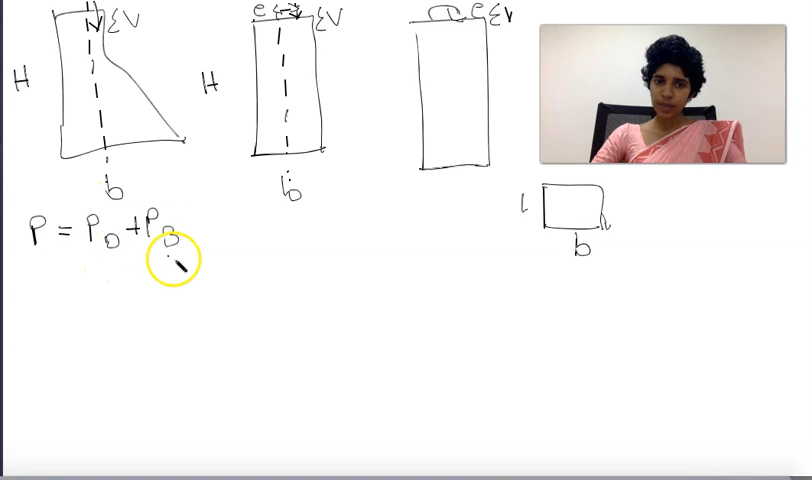 ΣV e ΣV e ΣV
H H
b b l
b
P = P_D + P_B